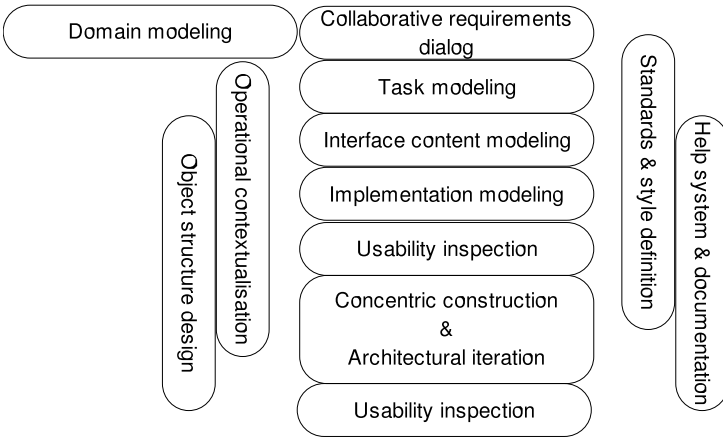 Domain modeling
Collaborative requirements
dialog
Task modeling
Interface content modeling
Implementation modeling
Usability inspection
Concentric construction
&
Architectural iteration
Usability inspection
Object structure design
Operational contextualisation
Standards & style definition
Help system & documentation